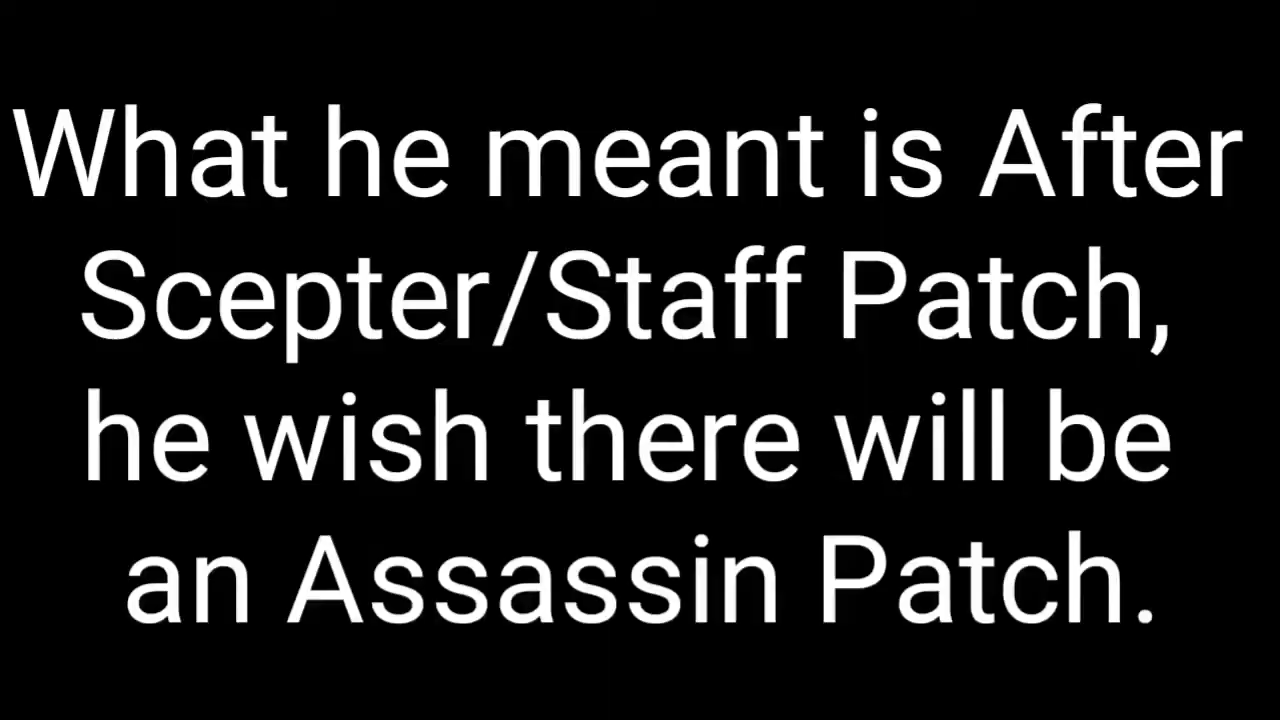 What he meant is After
Scepter/Staff Patch,
he wish there will be
an Assassin Patch.